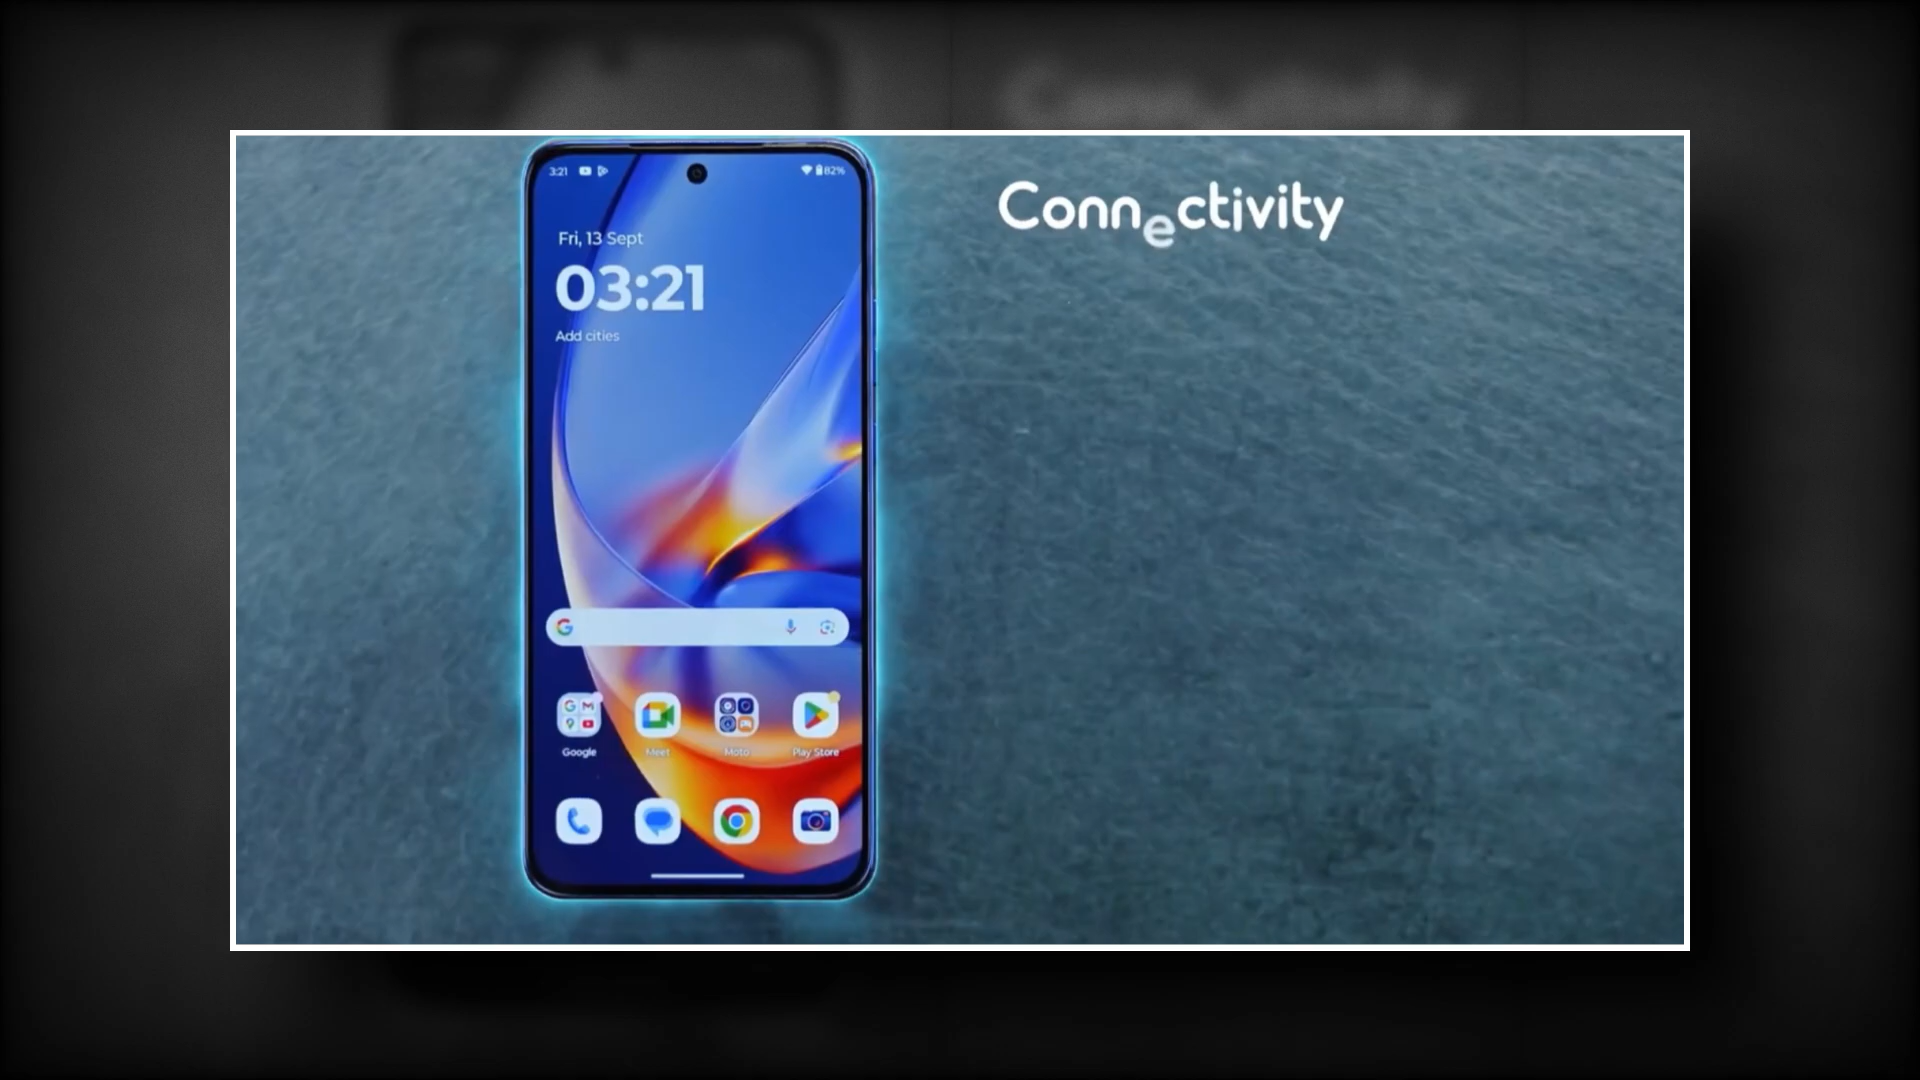 Connectivity
3:21
82%
Fri, 13 Sept
03:21
Add cities
Google
Meet
Moto
Play Store